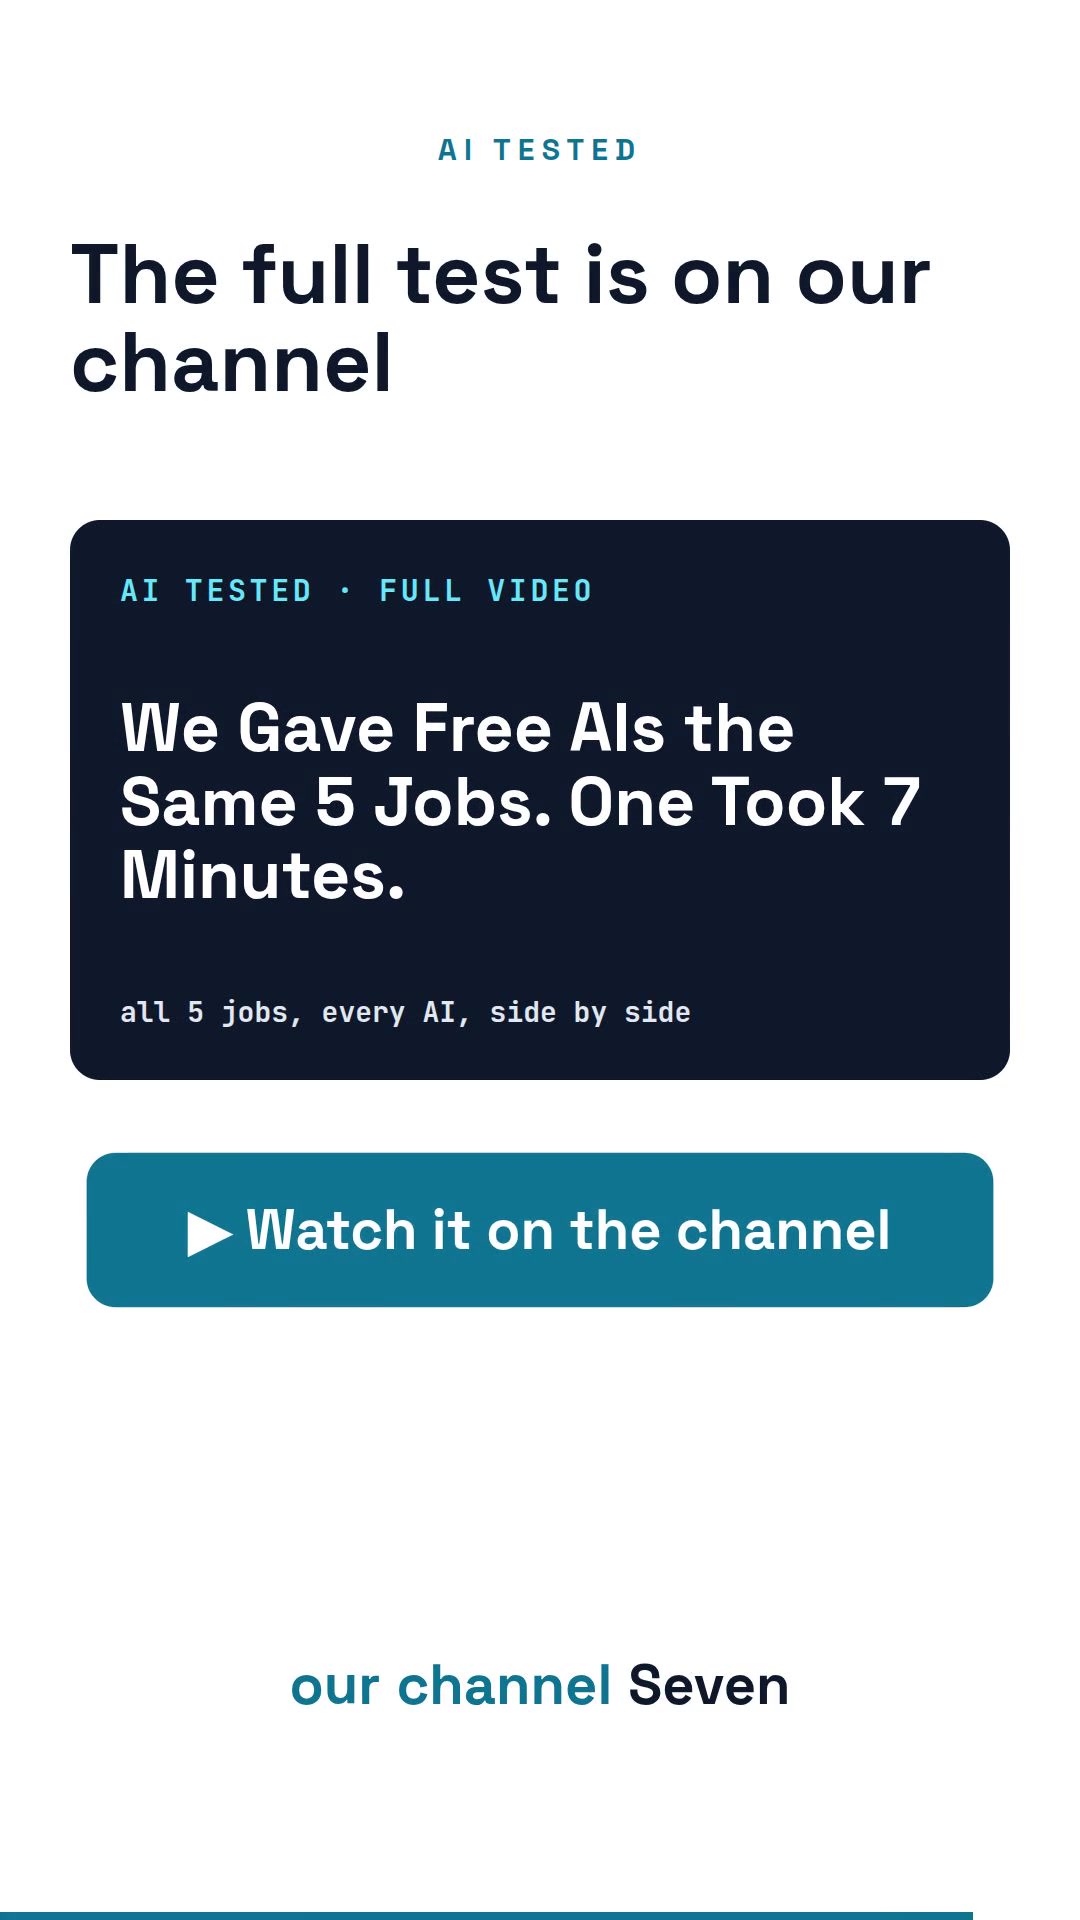 AI TESTED
The full test is on our
channel
AI TESTED · FULL VIDEO
We Gave Free AIs the
Same 5 Jobs. One Took 7
Minutes.
all 5 jobs, every AI, side by side
▶ Watch it on the channel
our channel Seven